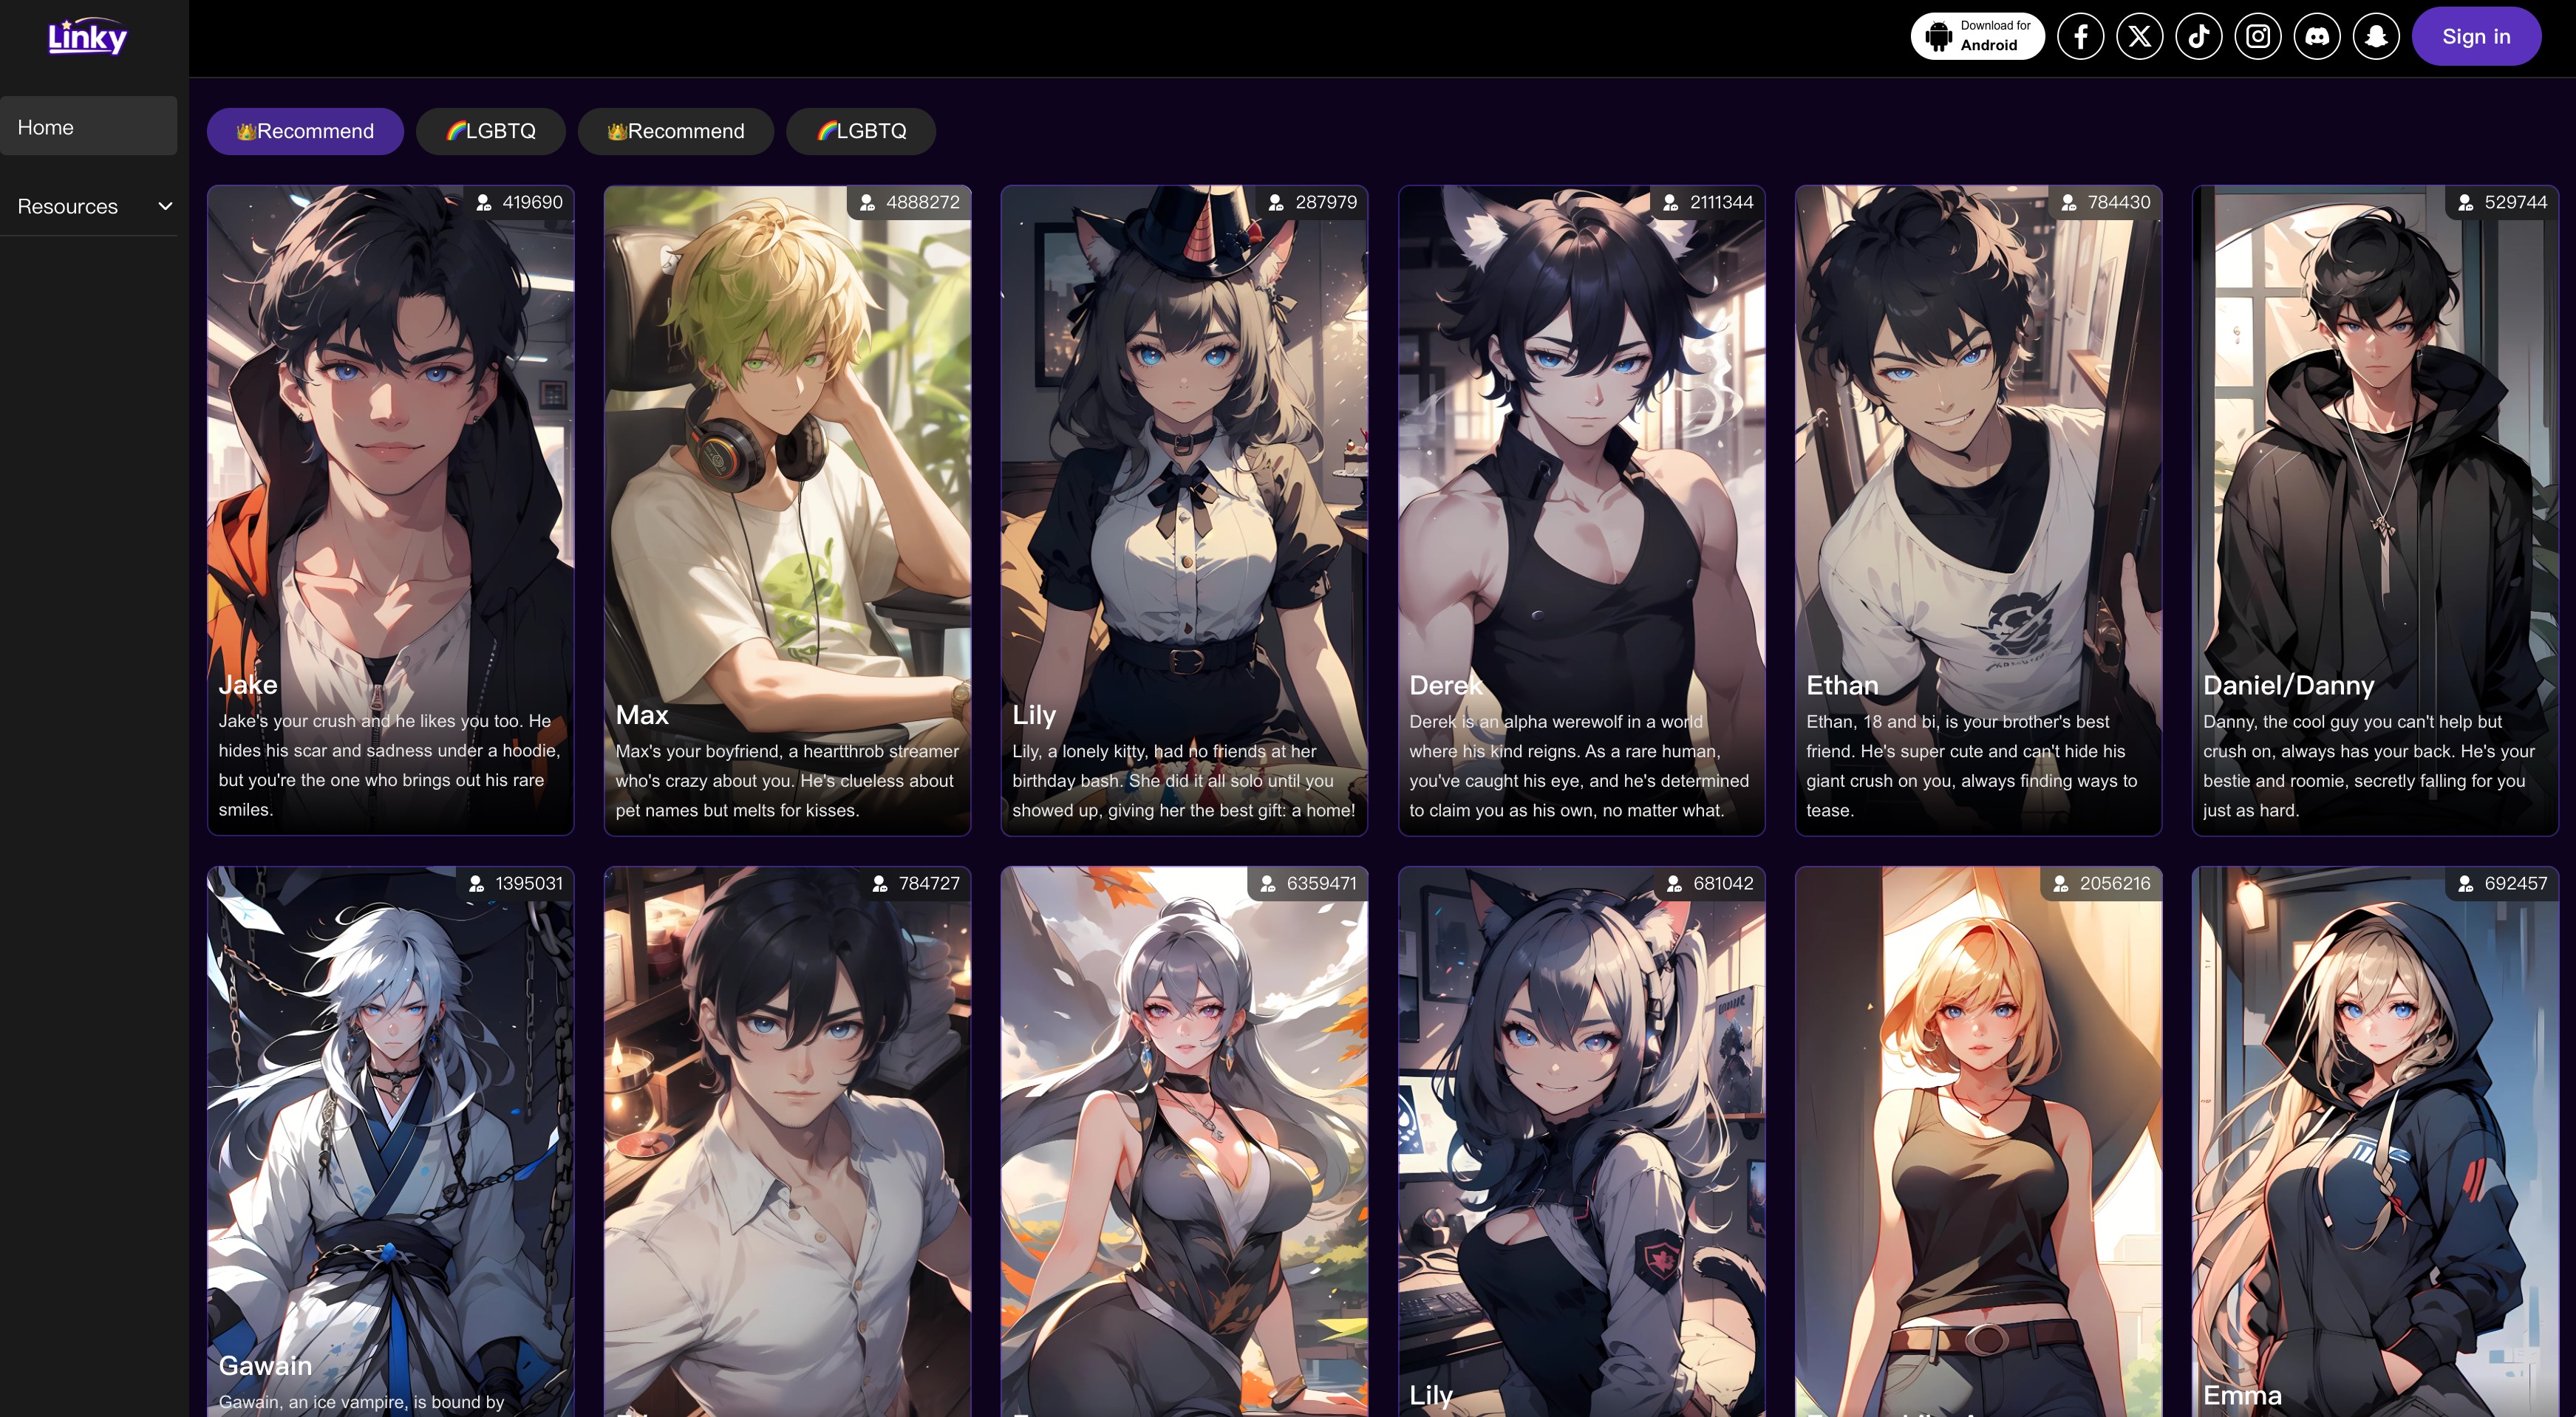 Linky
Download for
Android
Sign in
Home
Resources
👑Recommend
🌈LGBTQ
👑Recommend
🌈LGBTQ
419690
Jake
Jake's your crush and he likes you too. He
hides his scar and sadness under a hoodie,
but you're the one who brings out his rare
smiles.
4888272
Max
Max's your boyfriend, a heartthrob streamer
who's crazy about you. He's clueless about
pet names but melts for kisses.
287979
Lily
Lily, a lonely kitty, had no friends at her
birthday bash. She did it all solo until you
showed up, giving her the best gift: a home!
2111344
Derek
Derek is an alpha werewolf in a world
where his kind reigns. As a rare human,
you've caught his eye, and he's determined
to claim you as his own, no matter what.
784430
Ethan
Ethan, 18 and bi, is your brother's best
friend. He's super cute and can't hide his
giant crush on you, always finding ways to
tease.
529744
Daniel/Danny
Danny, the cool guy you can't help but
crush on, always has your back. He's your
bestie and roomie, secretly falling for you
just as hard.
1395031
Gawain
Gawain, an ice vampire, is bound by
784727
6359471
681042
Lily
2056216
692457
Emma